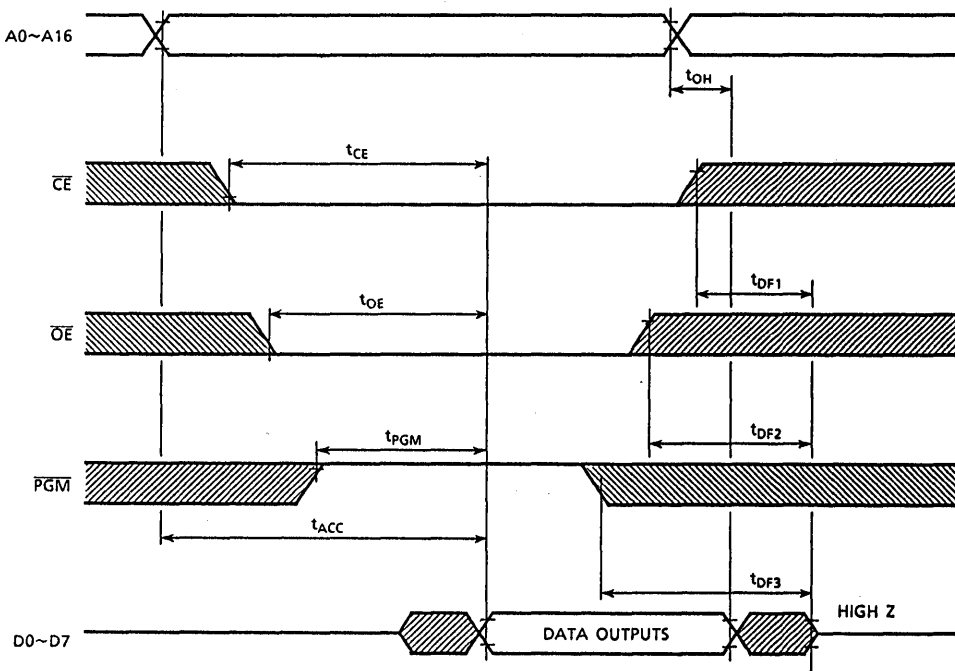 A0~A16
tOH
tCE
CE
tDF1
tOE
OE
tPGM
tDF2
PGM
tACC
tDF3
HIGH Z
D0~D7
DATA OUTPUTS